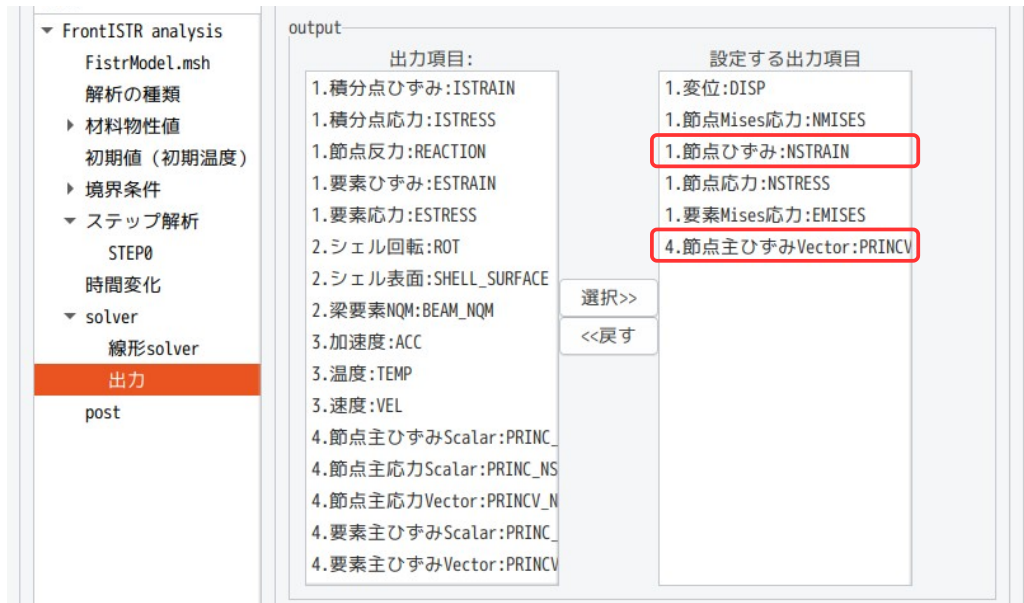 FrontISTR analysis
FistrModel.msh
解析の種類
材料物性値
初期値（初期温度）
境界条件
ステップ解析
STEP0
時間変化
solver
線形solver
出力
post
output
出力項目:
1.積分点ひずみ:ISTRAIN
1.積分点応力:ISTRESS
1.節点反力:REACTION
1.要素ひずみ:ESTRAIN
1.要素応力:ESTRESS
2.シェル回転:ROT
2.シェル表面:SHELL_SURFACE
2.梁要素NQM:BEAM_NQM
3.加速度:ACC
3.温度:TEMP
3.速度:VEL
4.節点主ひずみScalar:PRINC_
4.節点主応力Scalar:PRINC_NS
4.節点主応力Vector:PRINCV_N
4.要素主ひずみScalar:PRINC_
4.要素主ひずみVector:PRINCV
選択>>
<<戻す
設定する出力項目
1.変位:DISP
1.節点Mises応力:NMISES
1.節点ひずみ:NSTRAIN
1.節点応力:NSTRESS
1.要素Mises応力:EMISES
4.節点主ひずみVector:PRINCV